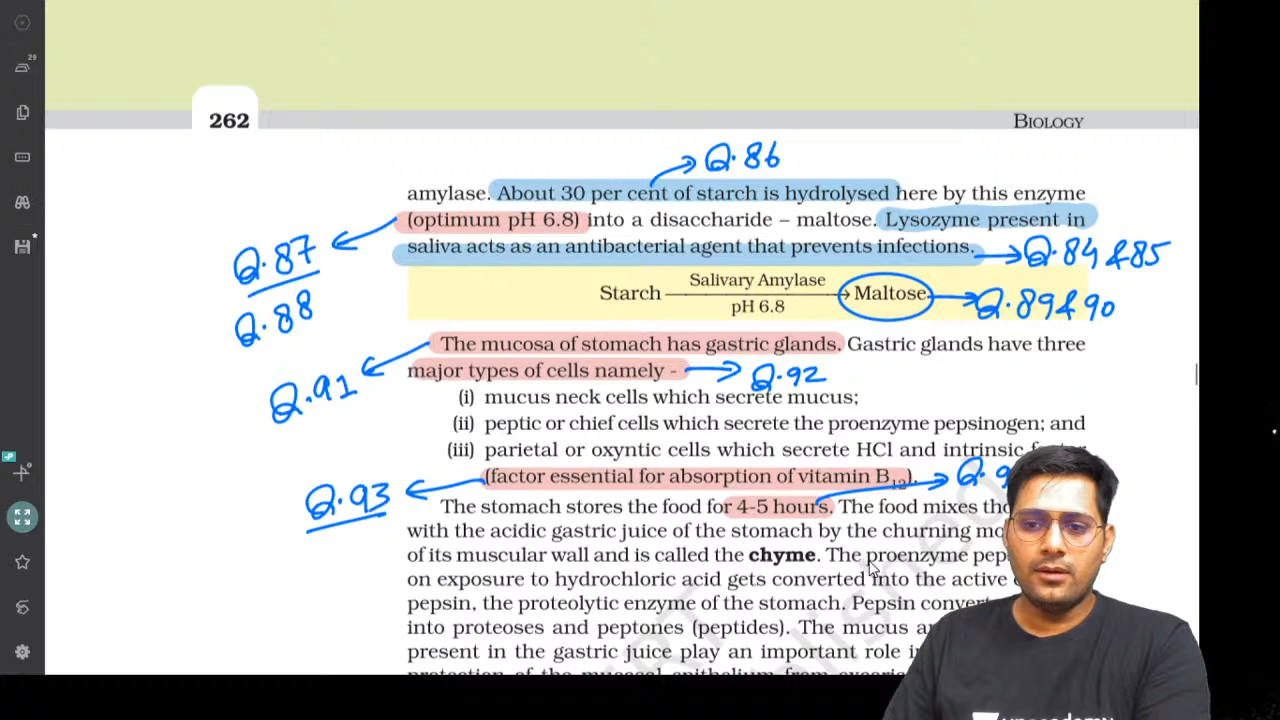 29
262
BIOLOGY
Q.86
amylase. About 30 per cent of starch is hydrolysed here by this enzyme
(optimum pH 6.8) into a disaccharide – maltose. Lysozyme present in
saliva acts as an antibacterial agent that prevents infections.
Q.84 & 85
Q.87
Q.88
Starch Salivary Amylase Maltose
pH 6.8
Q.89 & 90
The mucosa of stomach has gastric glands. Gastric glands have three
major types of cells namely -
Q.91
Q.92
(i) mucus neck cells which secrete mucus;
(ii) peptic or chief cells which secrete the proenzyme pepsinogen; and
(iii) parietal or oxyntic cells which secrete HCl and intrinsic
(factor essential for absorption of vitamin B12).
Q.93
The stomach stores the food for 4-5 hours. The food mixes
with the acidic gastric juice of the stomach by the churning
of its muscular wall and is called the chyme. The proenzyme
on exposure to hydrochloric acid gets converted into the active
pepsin, the proteolytic enzyme of the stomach. Pepsin
into proteoses and peptones (peptides). The mucus
present in the gastric juice play an important role
protection of the mucosal epithelium from